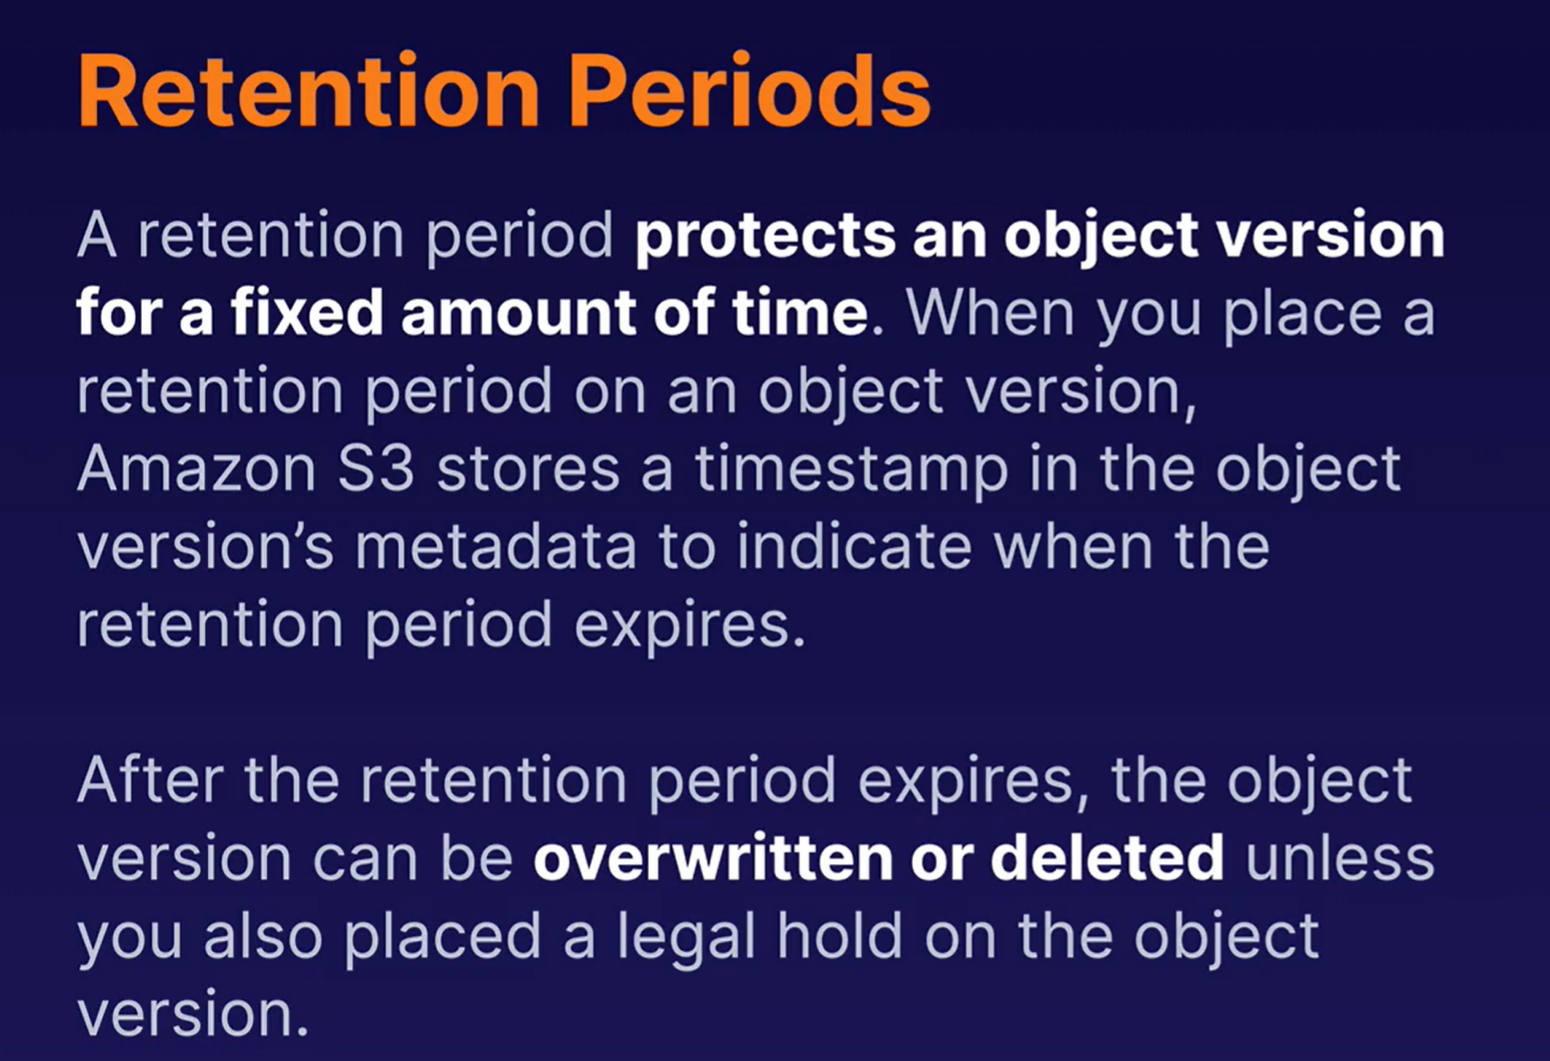 Retention Periods
A retention period protects an object version
for a fixed amount of time. When you place a
retention period on an object version,
Amazon S3 stores a timestamp in the object
version’s metadata to indicate when the
retention period expires.
After the retention period expires, the object
version can be overwritten or deleted unless
you also placed a legal hold on the object
version.